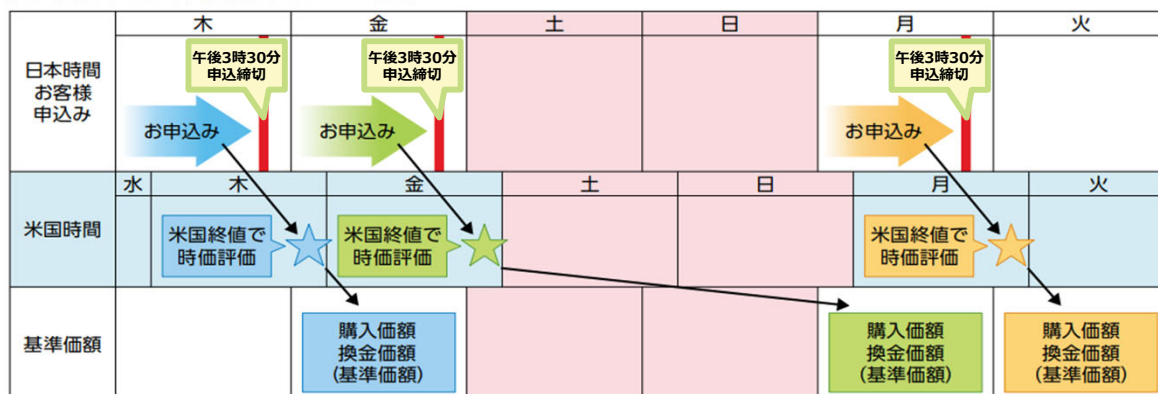 木 金 土 日 月 火
日本時間
お客様
申込み
午後3時30分
申込締切
午後3時30分
申込締切
午後3時30分
申込締切
お申込み
お申込み
お申込み
水 木 金 土 日 月 火
米国時間
米国終値で
時価評価
米国終値で
時価評価
米国終値で
時価評価
基準価額
購入価額
換金価額
(基準価額)
購入価額
換金価額
(基準価額)
購入価額
換金価額
(基準価額)